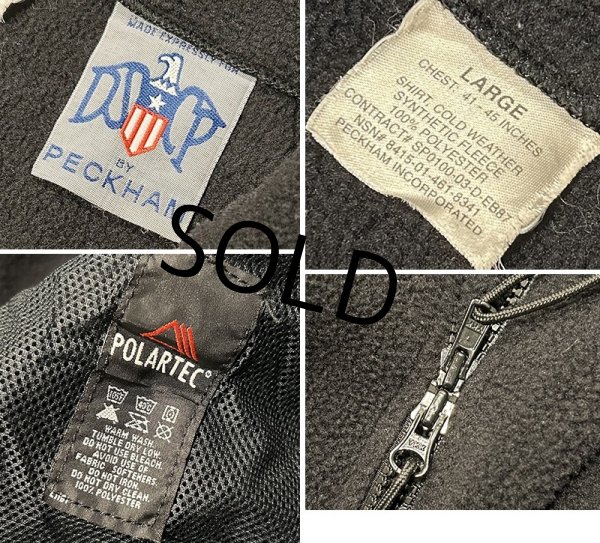 MADE EXPRESSLY FOR
DSCP
BY
PECKHAM
LARGE
CHEST: 41 - 45 INCHES
SHIRT, COLD WEATHER
SYNTHETIC FLEECE
100% POLYESTER
CONTRACT# SP0100-03-D-EB87
NSN# 8415-01-461-8341
PECKHAM INCORPORATED
SOLD
POLARTEC®
WARM WASH.
TUMBLE DRY LOW.
DO NOT USE BLEACH.
AVOID USE OF
FABRIC SOFTENERS.
DO NOT IRON.
DO NOT DRY CLEAN.
100% POLYESTER